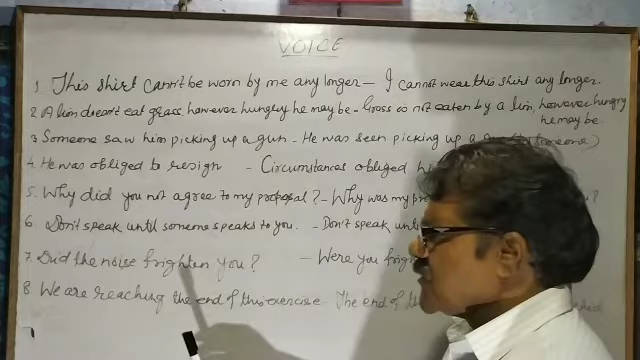 VOICE
1. This shirt cann't be worn by me any longer - I cannot wear this shirt any longer.
2. A lion doesn't eat grass, however hungry he may be - Grass is not eaten by a lion, however hungry
he may be
3 Someone saw him picking up a gun - He was seen picking up a
4. He was obliged to resign - Circumstances obliged
5. Why did you not agree to my proposal? - Why was my
6 Don't speak until someone speaks to you. - Don't speak
7. Did the noise frighten you? - Were you
8. We are reaching the end of this exercise The end of